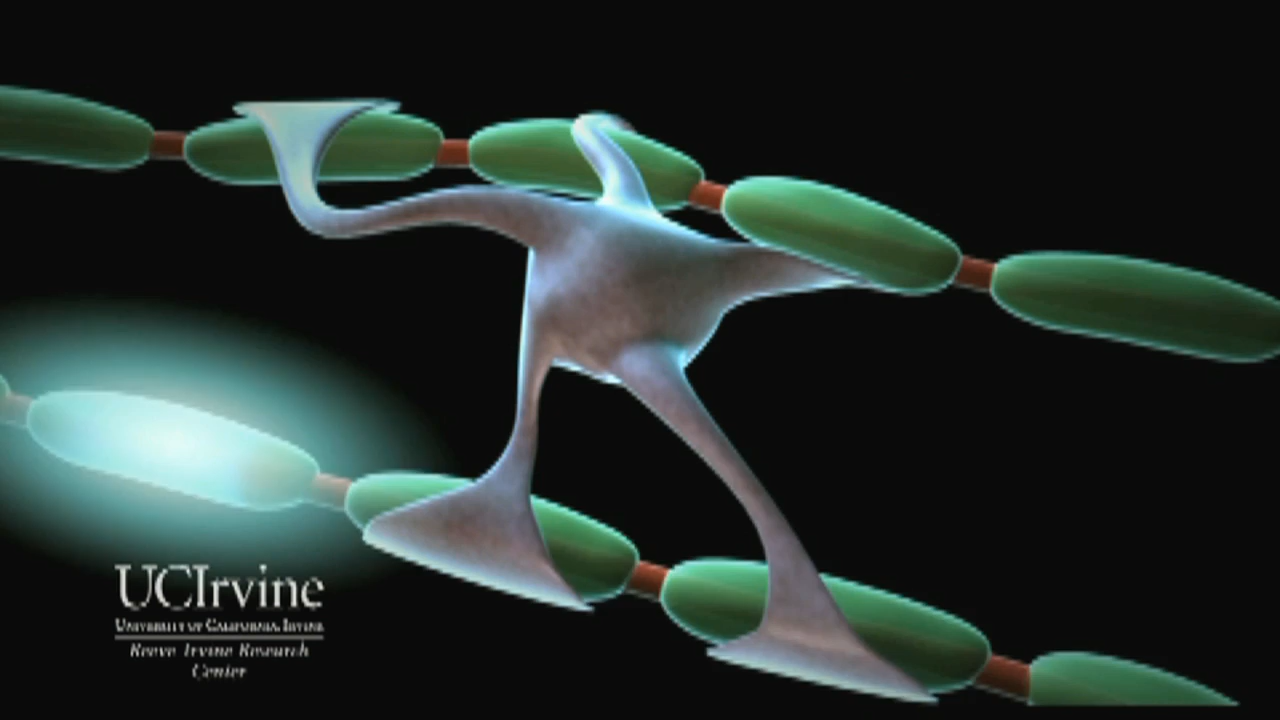 UCIrvine
UNIVERSITY OF CALIFORNIA, IRVINE
Reeve-Irvine Research
Center